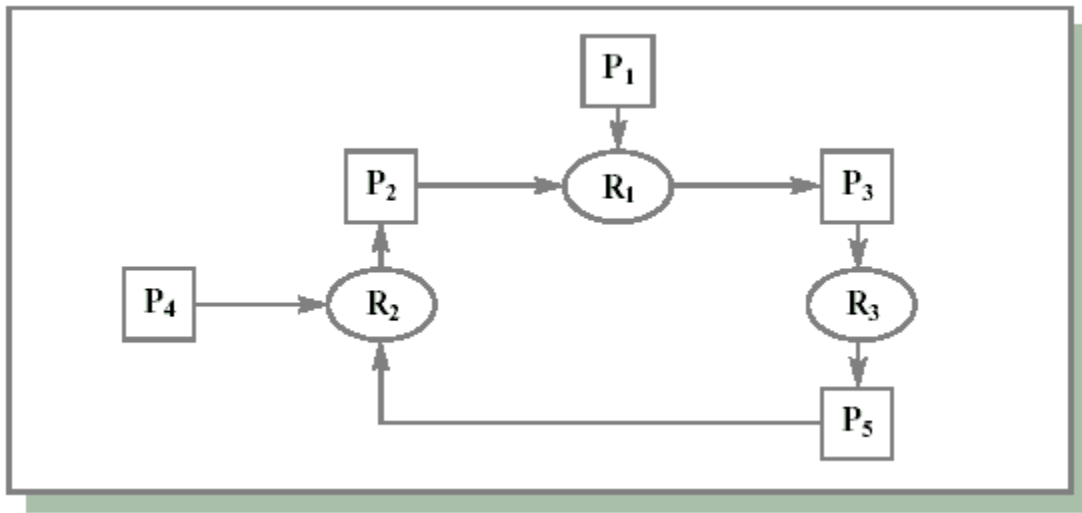 P₁
P₂ R₁ P₃
P₄ R₂ R₃
P₅